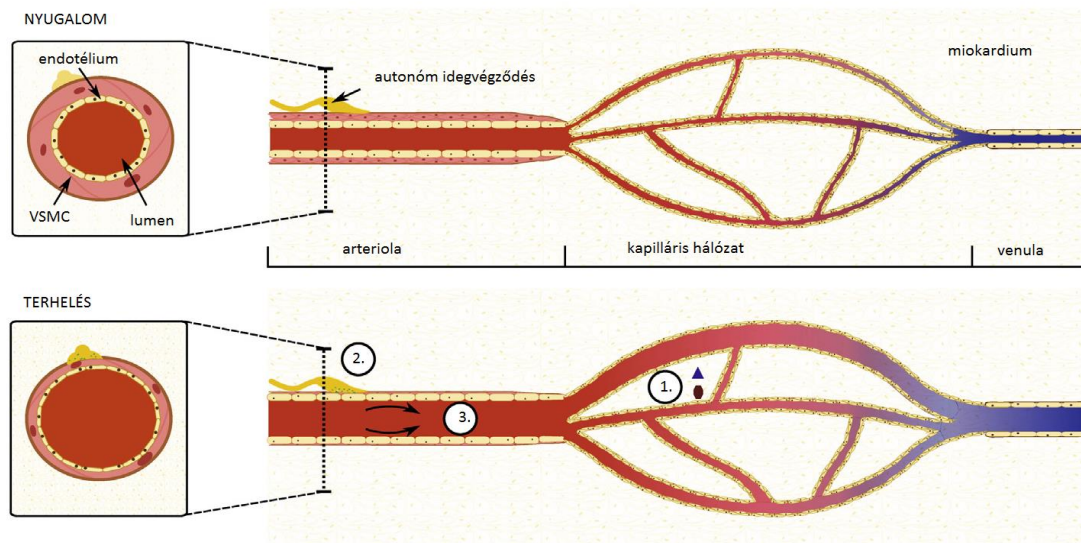 NYUGALOM
endotélium
autonóm idegvégződés
miokardium
VSMC
lumen
arteriola
kapilláris hálózat
venula
TERHELÉS
2.
1.
3.